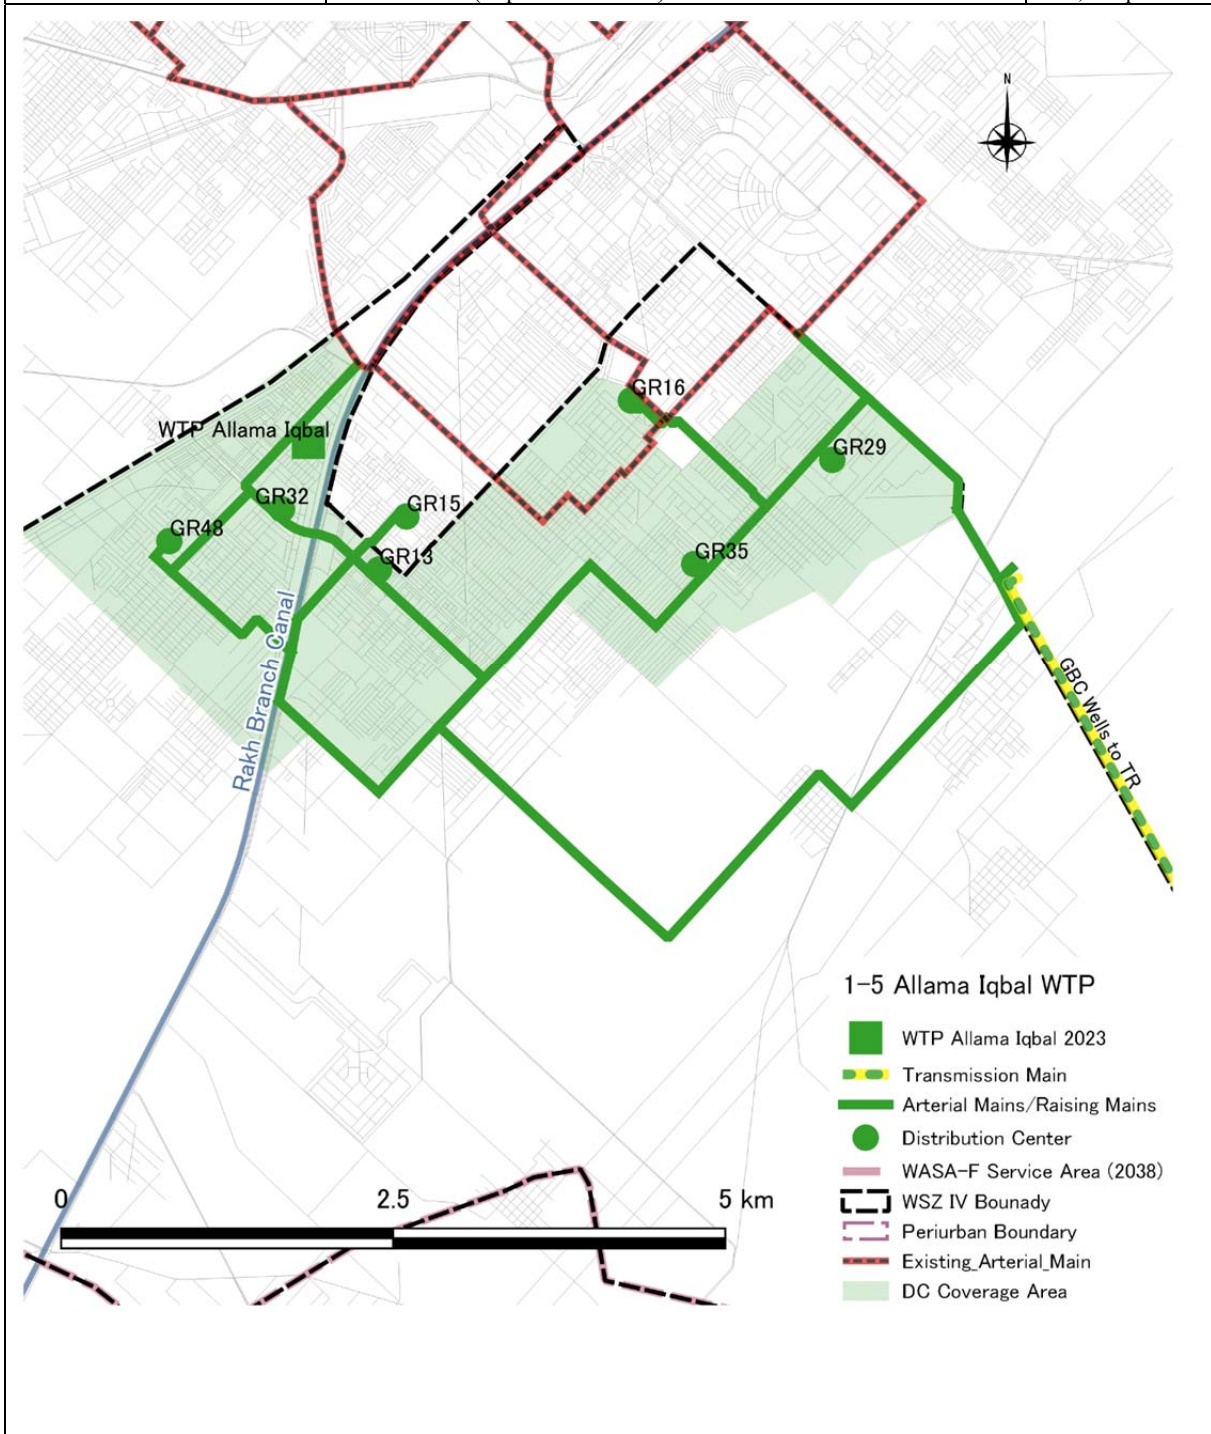 N
GR16
WTP Allama Iqbal
GR29
GR32
GR15
GR48
GR35
GR13
Rakh Branch Canal
GBC Wells to TR
1-5 Allama Iqbal WTP
WTP Allama Iqbal 2023
Transmission Main
Arterial Mains/Raising Mains
Distribution Center
WASA-F Service Area (2038)
WSZ IV Bounady
Periurban Boundary
Existing_Arterial_Main
DC Coverage Area
0 2.5 5 km